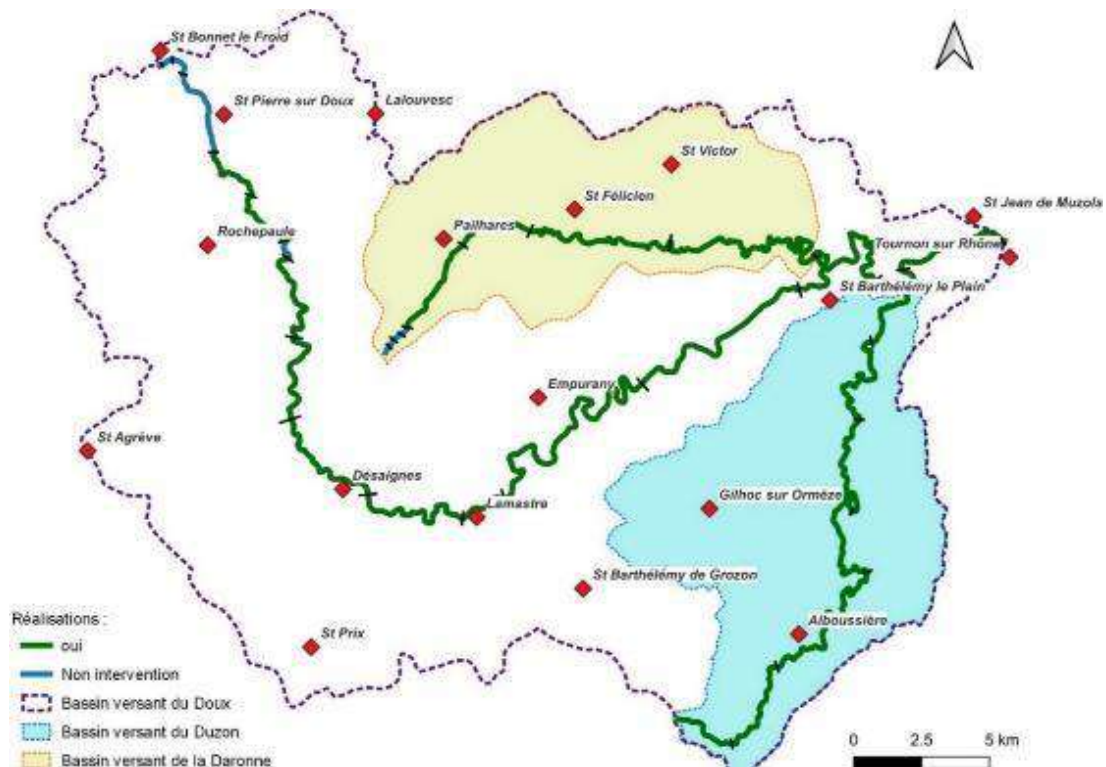 St Bonnet le Froid
St Pierre sur Doux
Lalouvesc
St Victor
St Félicien
St Jean de Muzols
Pailhares
Rochepaule
Tournon sur Rhône
St Barthélémy le Plain
Empurany
St Agrève
Désaignes
Lamastre
Gilhoc sur Ormèze
St Barthélémy de Grozon
Alboussière
St Prix
Réalisations :
oui
Non intervention
Bassin versant du Doux
Bassin versant du Duzon
Bassin versant de la Daronne
0 2.5 5 km